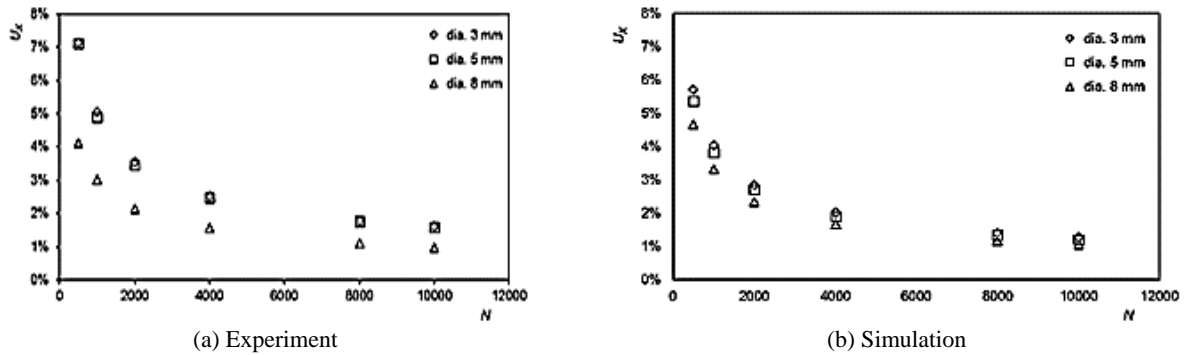 8%
7%
6%
5%
4%
3%
2%
1%
0%
Ux
dia. 3 mm
dia. 5 mm
dia. 8 mm
0 2000 4000 6000 8000 10000 12000
N
(a) Experiment
8%
7%
6%
5%
4%
3%
2%
1%
0%
Ux
dia. 3 mm
dia. 5 mm
dia. 8 mm
0 2000 4000 6000 8000 10000 12000
N
(b) Simulation